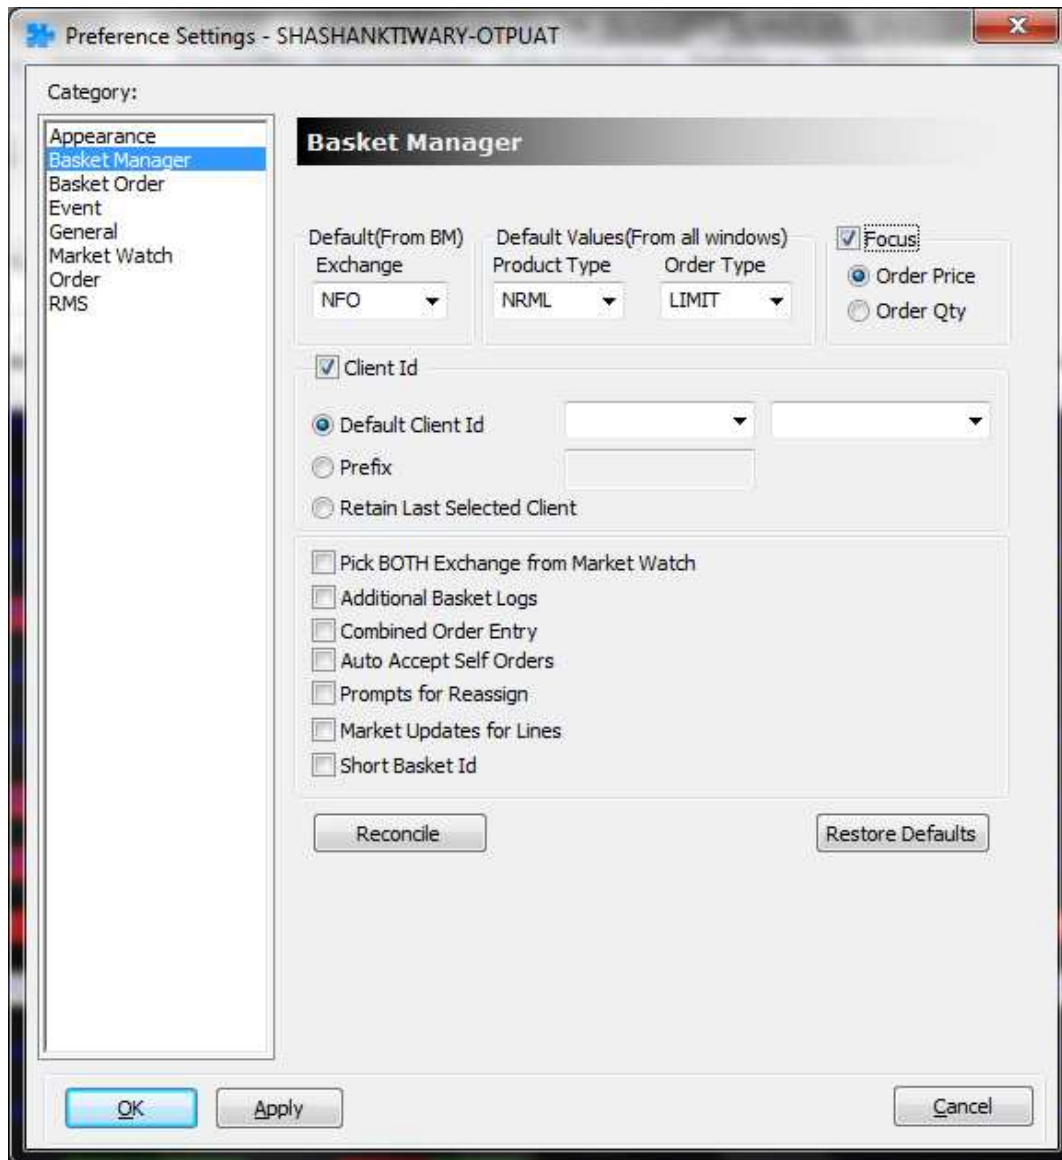 Preference Settings - SHASHANKTIWARY-OTPUAT
Category:
Appearance
Basket Manager
Basket Order
Event
General
Market Watch
Order
RMS
Basket Manager
Default(From BM)
Exchange
NFO
Default Values(From all windows)
Product Type Order Type
NRML LIMIT
Focus
Order Price
Order Qty
Client Id
Default Client Id
Prefix
Retain Last Selected Client
Pick BOTH Exchange from Market Watch
Additional Basket Logs
Combined Order Entry
Auto Accept Self Orders
Prompts for Reassign
Market Updates for Lines
Short Basket Id
Reconcile Restore Defaults
OK Apply Cancel